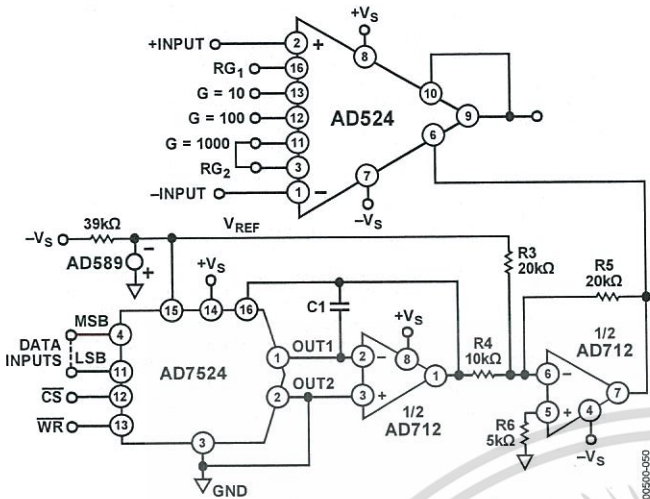 +VS
+INPUT
2
+
8
RG1
16
10
G = 10
13
G = 100
12
AD524
9
G = 1000
11
6
RG2
3
7
–INPUT
1
–
–VS
39kΩ
VREF
–VS
–
AD589
+
+VS
R3
20kΩ
R5
20kΩ
15
14
16
C1
MSB
4
DATA
INPUTS
LSB
11
AD7524
1
OUT1
2
–
8
+VS
1
R4
10kΩ
1/2
AD712
6
–
7
CS
12
2
OUT2
3
+
1/2
AD712
5
+
4
R6
5kΩ
–VS
WR
13
3
GND
00500-050